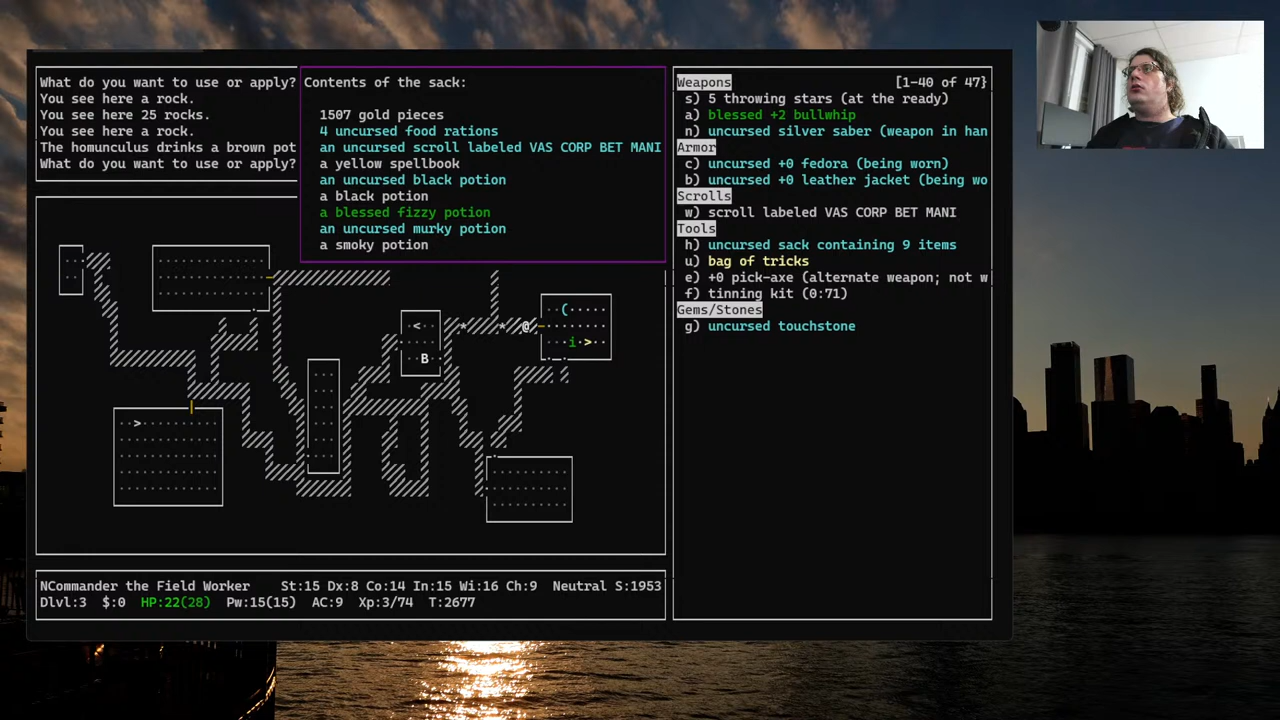 What do you want to use or apply?
You see here a rock.
You see here 25 rocks.
You see here a rock.
The homunculus drinks a brown pot
What do you want to use or apply?
Contents of the sack:
1507 gold pieces
4 uncursed food rations
an uncursed scroll labeled VAS CORP BET MANI
a yellow spellbook
an uncursed black potion
a black potion
a blessed fizzy potion
an uncursed murky potion
a smoky potion
Weapons [1-40 of 47}
s) 5 throwing stars (at the ready)
a) blessed +2 bullwhip
n) uncursed silver saber (weapon in han
Armor
c) uncursed +0 fedora (being worn)
b) uncursed +0 leather jacket (being wo
Scrolls
w) scroll labeled VAS CORP BET MANI
Tools
h) uncursed sack containing 9 items
u) bag of tricks
e) +0 pick-axe (alternate weapon; not w
f) tinning kit (0:71)
Gems/Stones
g) uncursed touchstone
NCommander the Field Worker St:15 Dx:8 Co:14 In:15 Wi:16 Ch:9 Neutral S:1953
Dlvl:3 $:0 HP:22(28) Pw:15(15) AC:9 Xp:3/74 T:2677